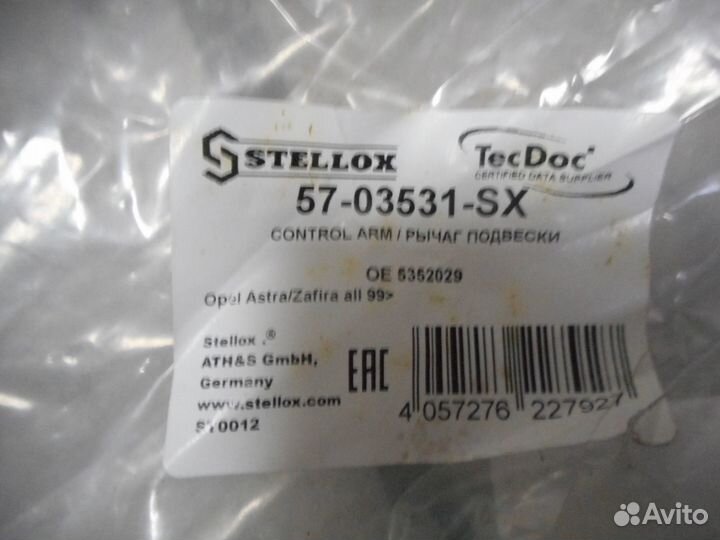 STELLOX
TecDoc
CERTIFIED DATA SUPPLIER
57-03531-SX
CONTROL ARM / РЫЧАГ ПОДВЕСКИ
OE 5352029
Opel Astra/Zafira all 99>
Stellox .®
ATH&S GmbH,
Germany
www.stellox.com
ST0012
EAC
4 057276 227927
Avito